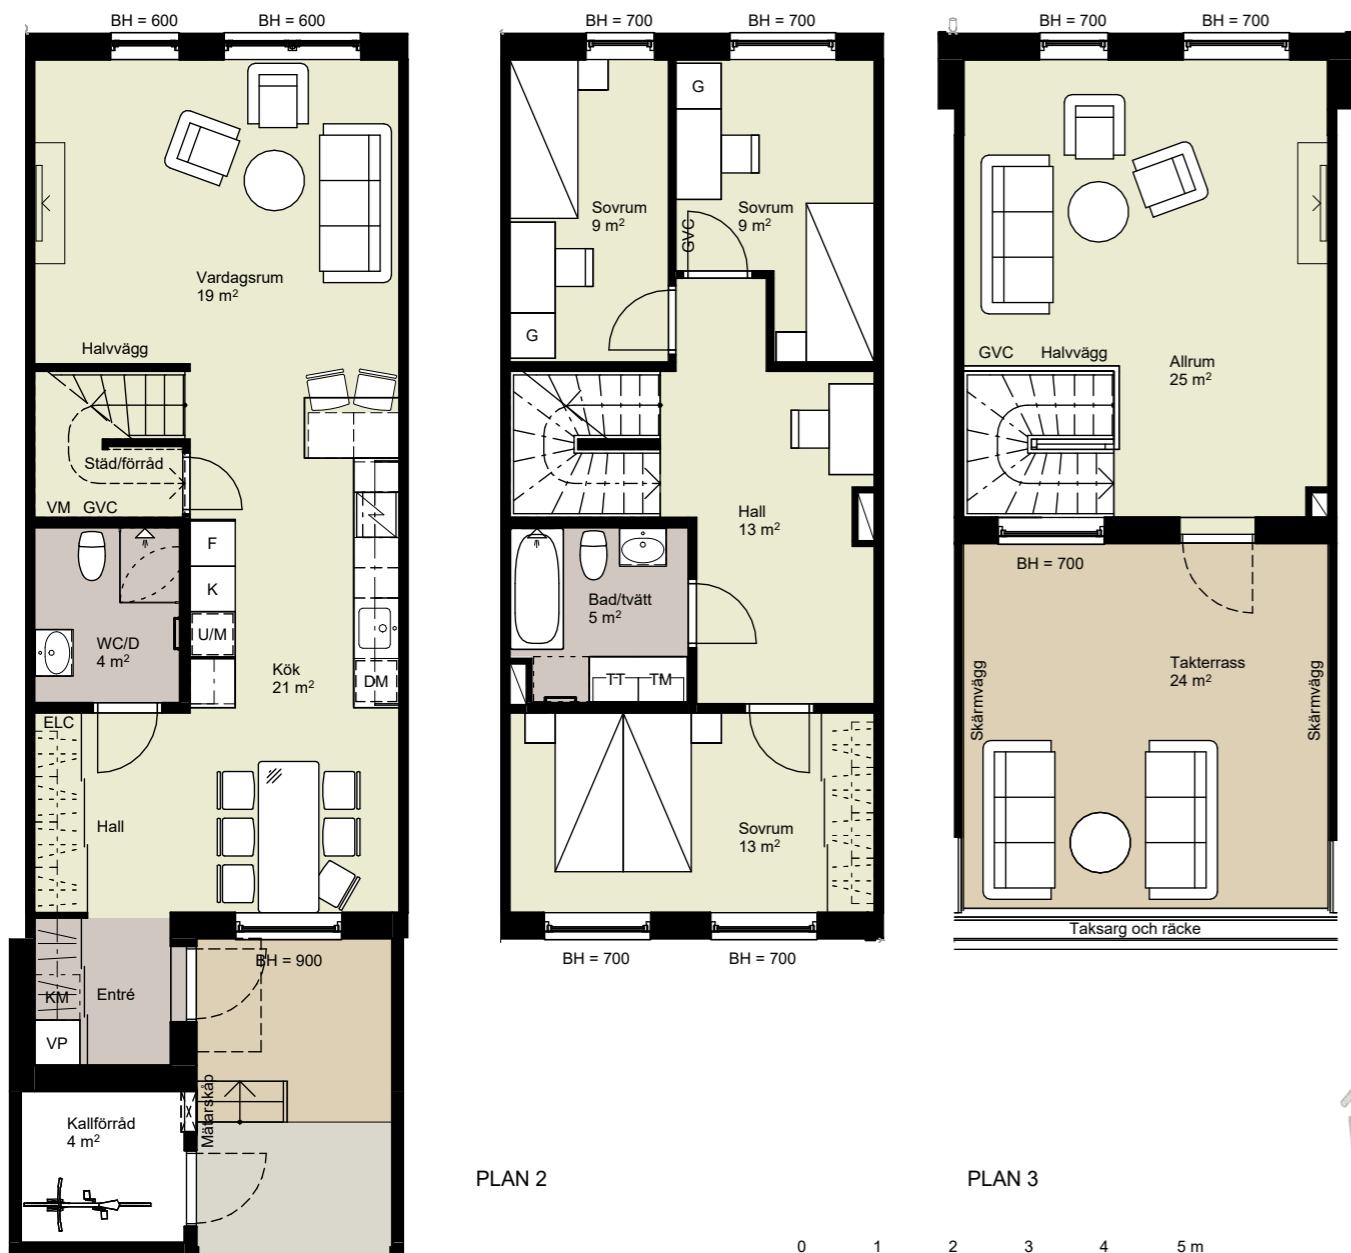 BH = 600
BH = 600
Vardagsrum
19 m²
Halvvägg
Städ/förråd
VM GVC
F
K
U/M
WC/D
4 m²
Kök
21 m²
DM
ELC
Hall
BH = 900
KM
Entré
VP
Mätarskåp
Kallförråd
4 m²
BH = 700
BH = 700
G
Sovrum
9 m²
GVC
Sovrum
9 m²
G
Hall
13 m²
Bad/tvätt
5 m²
TT TM
Sovrum
13 m²
BH = 700
BH = 700
PLAN 2
BH = 700
BH = 700
GVC Halvvägg
Allrum
25 m²
BH = 700
Takterrass
24 m²
Skärmvägg
Skärmvägg
Taksarg och räcke
PLAN 3
0 1 2 3 4 5 m